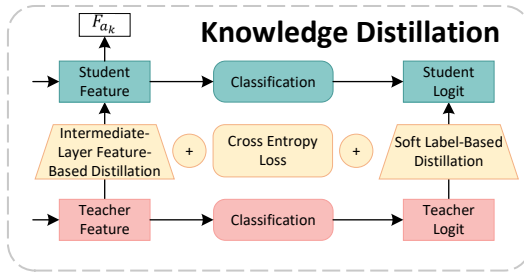 F_{a_k}
Knowledge Distillation
Student
Feature
Classification
Student
Logit
Intermediate-
Layer Feature-
Based Distillation
+
Cross Entropy
Loss
+
Soft Label-Based
Distillation
Teacher
Feature
Classification
Teacher
Logit